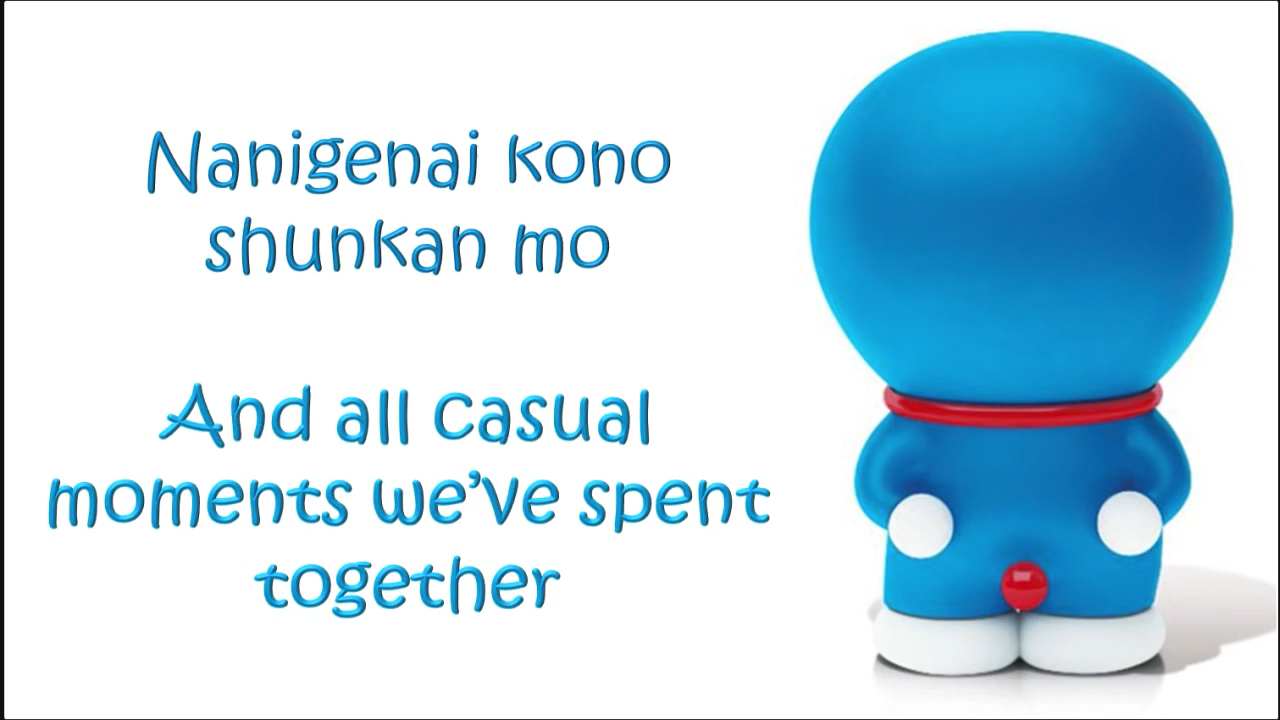 Nanigenai kono
shunkan mo
And all casual
moments we've spent
together